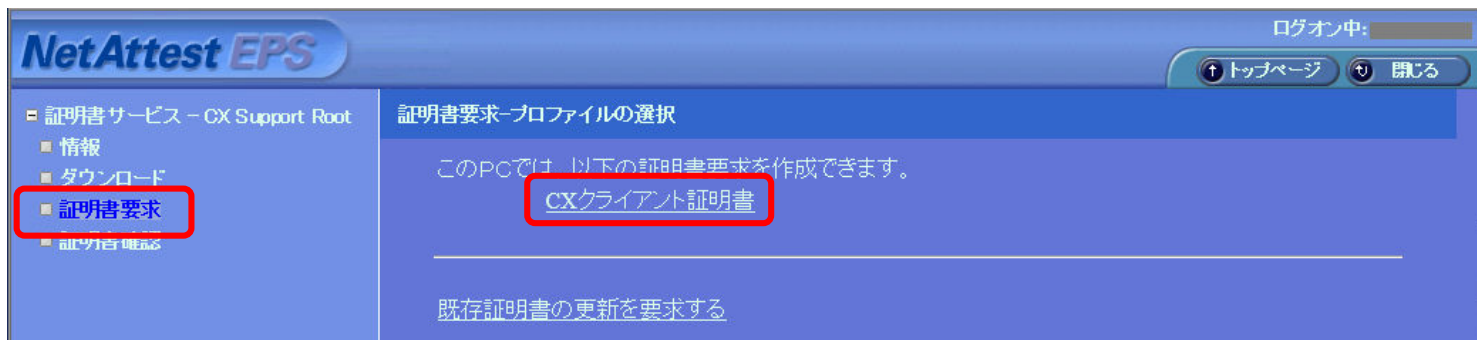 NetAttest EPS
ログオン中:
トップページ
閉じる
証明書サービス - CX Support Root
情報
ダウンロード
証明書要求
証明書確認
証明書要求-プロファイルの選択
このPCでは、以下の証明書要求を作成できます。
CXクライアント証明書
既存証明書の更新を要求する